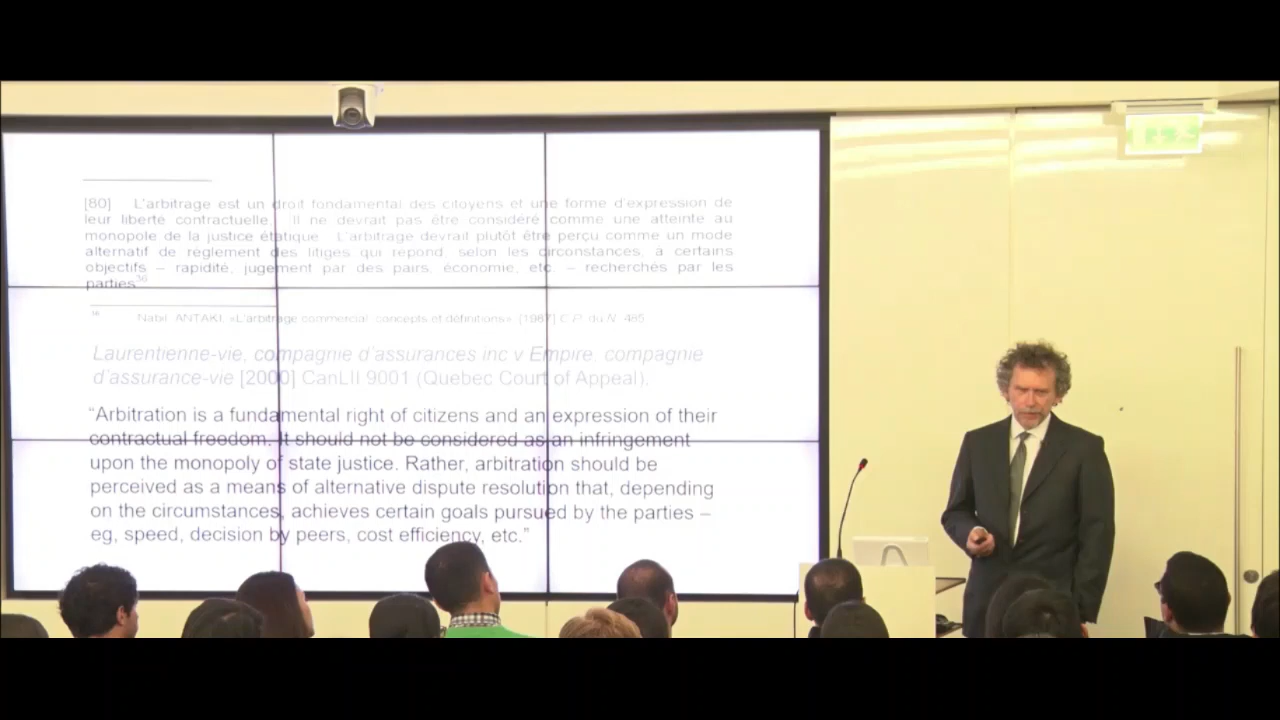 [80] L'arbitrage est un droit fondamental des citoyens et une forme d'expression de
leur liberté contractuelle. Il ne devrait pas être considéré comme une atteinte au
monopole de la justice étatique. L'arbitrage devrait plutôt être perçu comme un mode
alternatif de règlement des litiges qui répond, selon les circonstances, à certains
objectifs – rapidité, jugement par des pairs, économie, etc. – recherchés par les
parties36
36 Nabil ANTAKI, «L'arbitrage commercial: concepts et définitions», [1987] C.P. du N. 485
Laurentienne-vie, compagnie d'assurances inc v Empire, compagnie
d'assurance-vie [2000] CanLII 9001 (Quebec Court of Appeal).
“Arbitration is a fundamental right of citizens and an expression of their
contractual freedom. It should not be considered as an infringement
upon the monopoly of state justice. Rather, arbitration should be
perceived as a means of alternative dispute resolution that, depending
on the circumstances, achieves certain goals pursued by the parties –
eg, speed, decision by peers, cost efficiency, etc.”